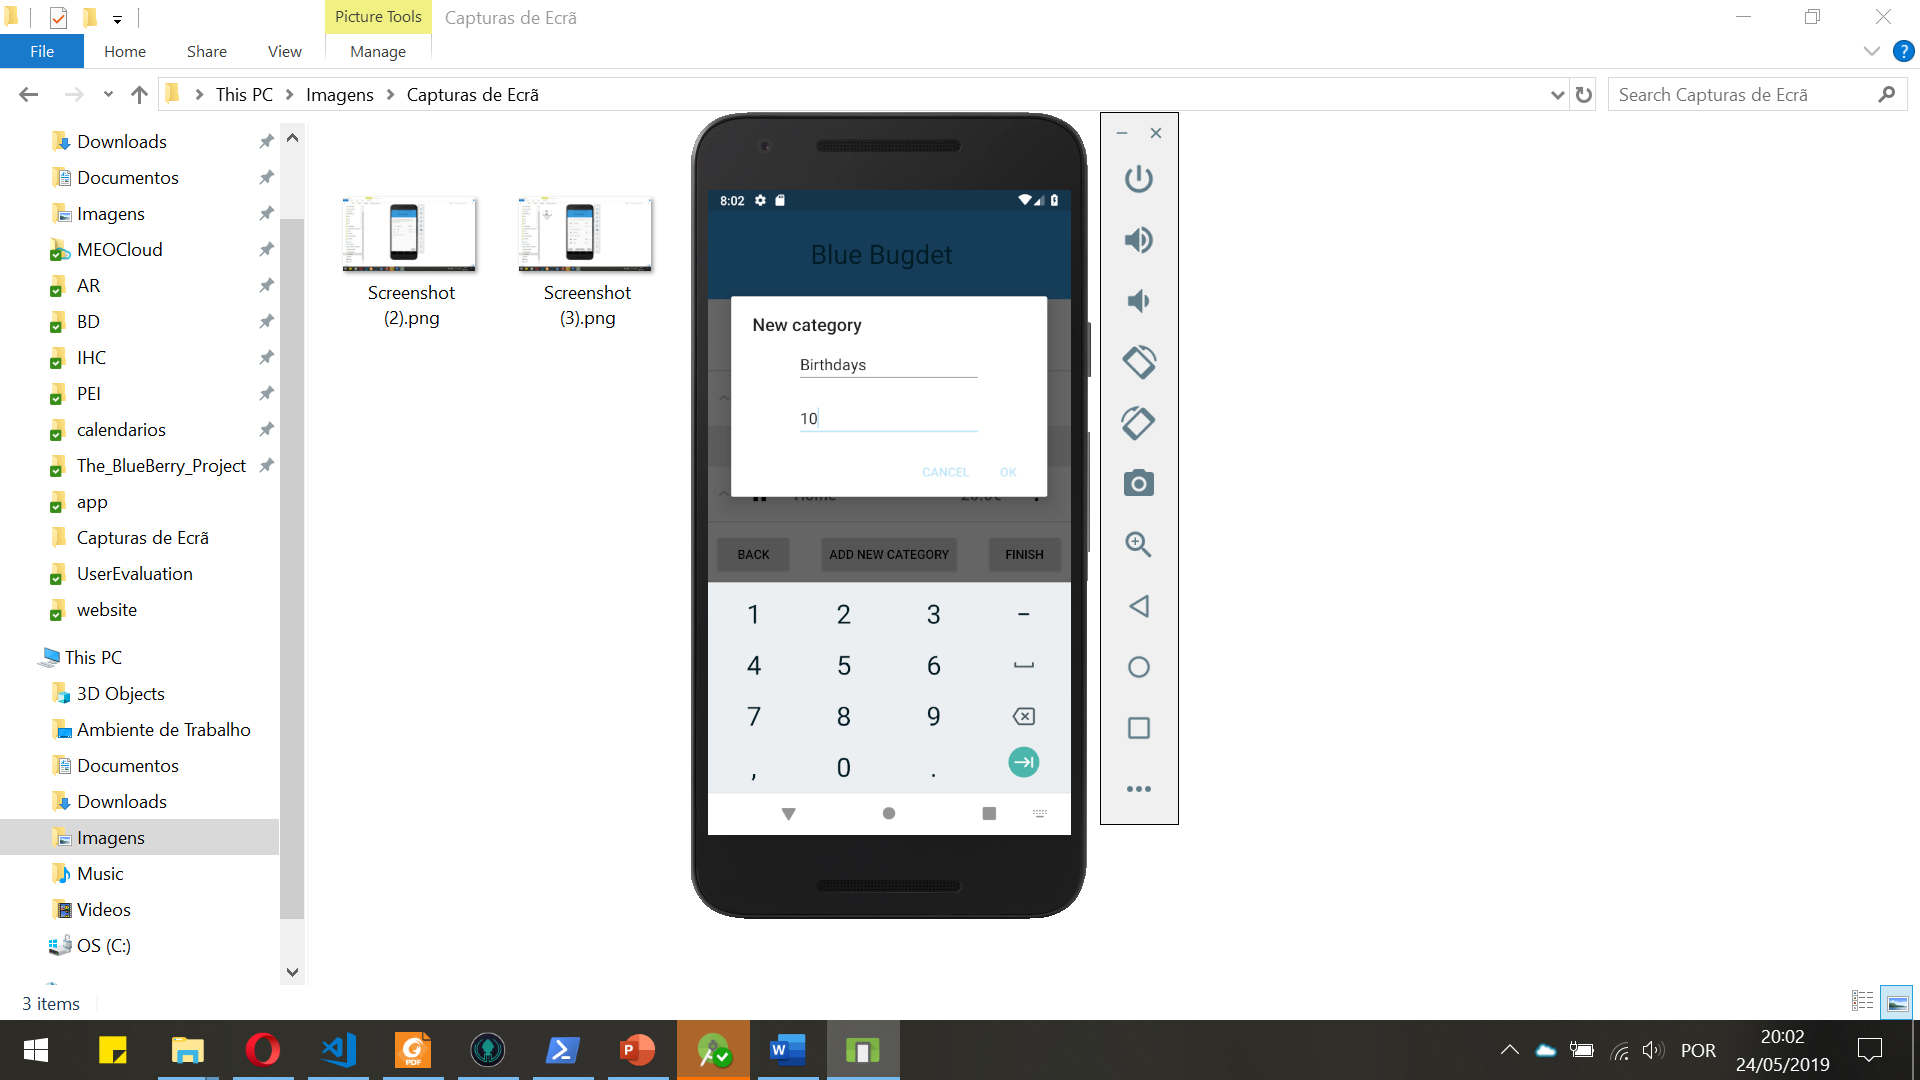 Picture Tools
Capturas de Ecrã
File
Home
Share
View
Manage
This PC
Imagens
Capturas de Ecrã
Search Capturas de Ecrã
Downloads
Documentos
Imagens
MEOCloud
AR
BD
IHC
PEI
calendarios
The_BlueBerry_Project
app
Capturas de Ecrã
UserEvaluation
website
This PC
3D Objects
Ambiente de Trabalho
Documentos
Downloads
Imagens
Music
Videos
OS (C:)
3 items
Screenshot
(2).png
Screenshot
(3).png
8:02
Blue Bugdet
New category
Birthdays
10
CANCEL
OK
Home
BACK
ADD NEW CATEGORY
FINISH
1 2 3 -
4 5 6
7 8 9
, 0 .
PDF
POR
20:02
24/05/2019